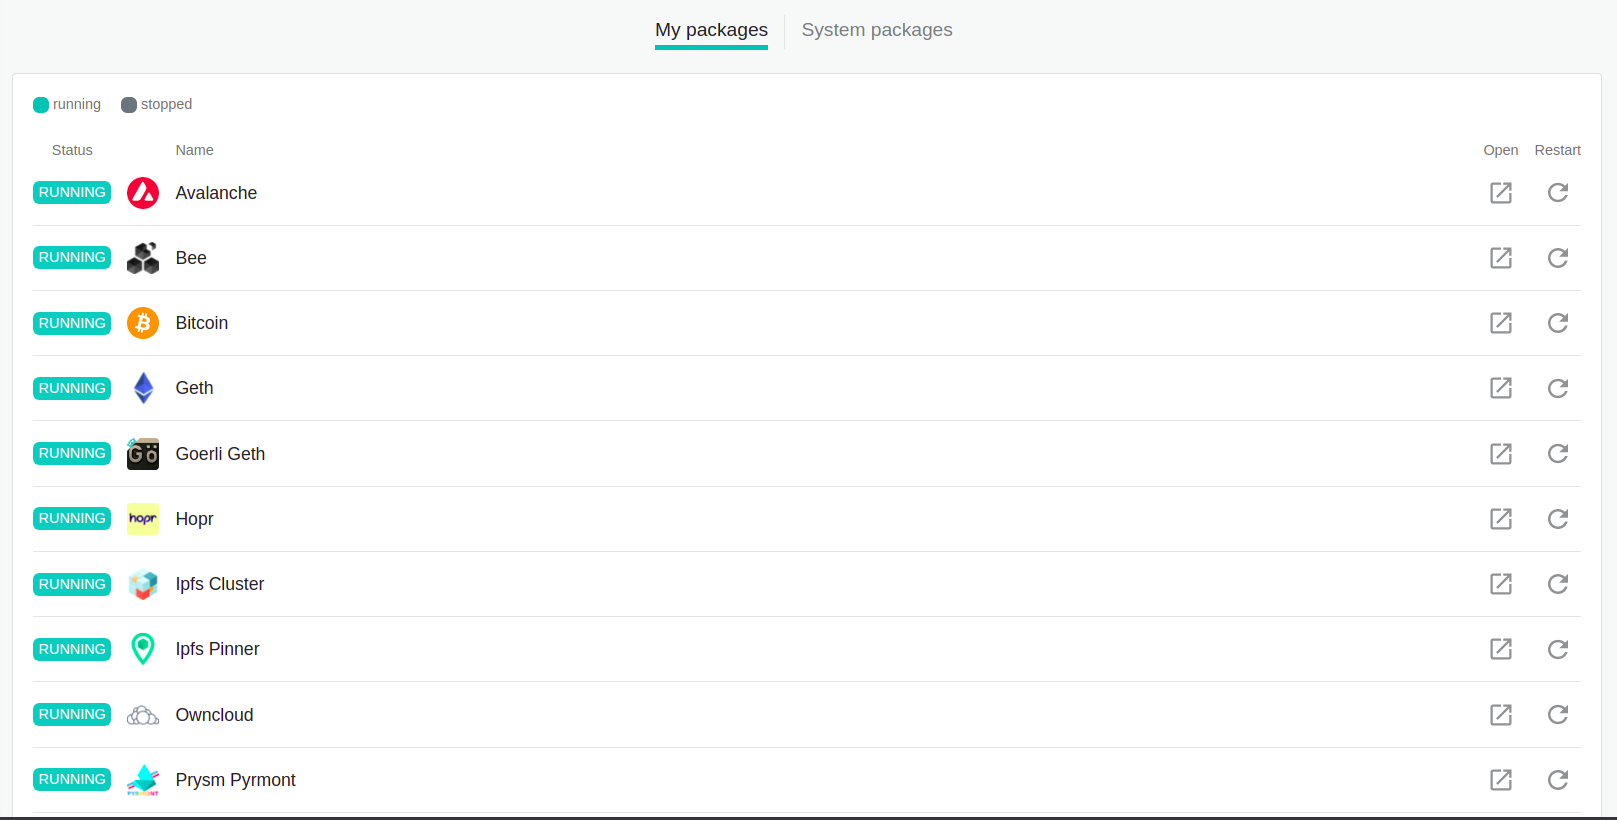 My packages System packages
running stopped
Status Name Open Restart
RUNNING Avalanche
RUNNING Bee
RUNNING Bitcoin
RUNNING Geth
RUNNING Gö Goerli Geth
RUNNING hopr Hopr
RUNNING Ipfs Cluster
RUNNING Ipfs Pinner
RUNNING Owncloud
RUNNING Prysm Pyrmont
PYRMONT